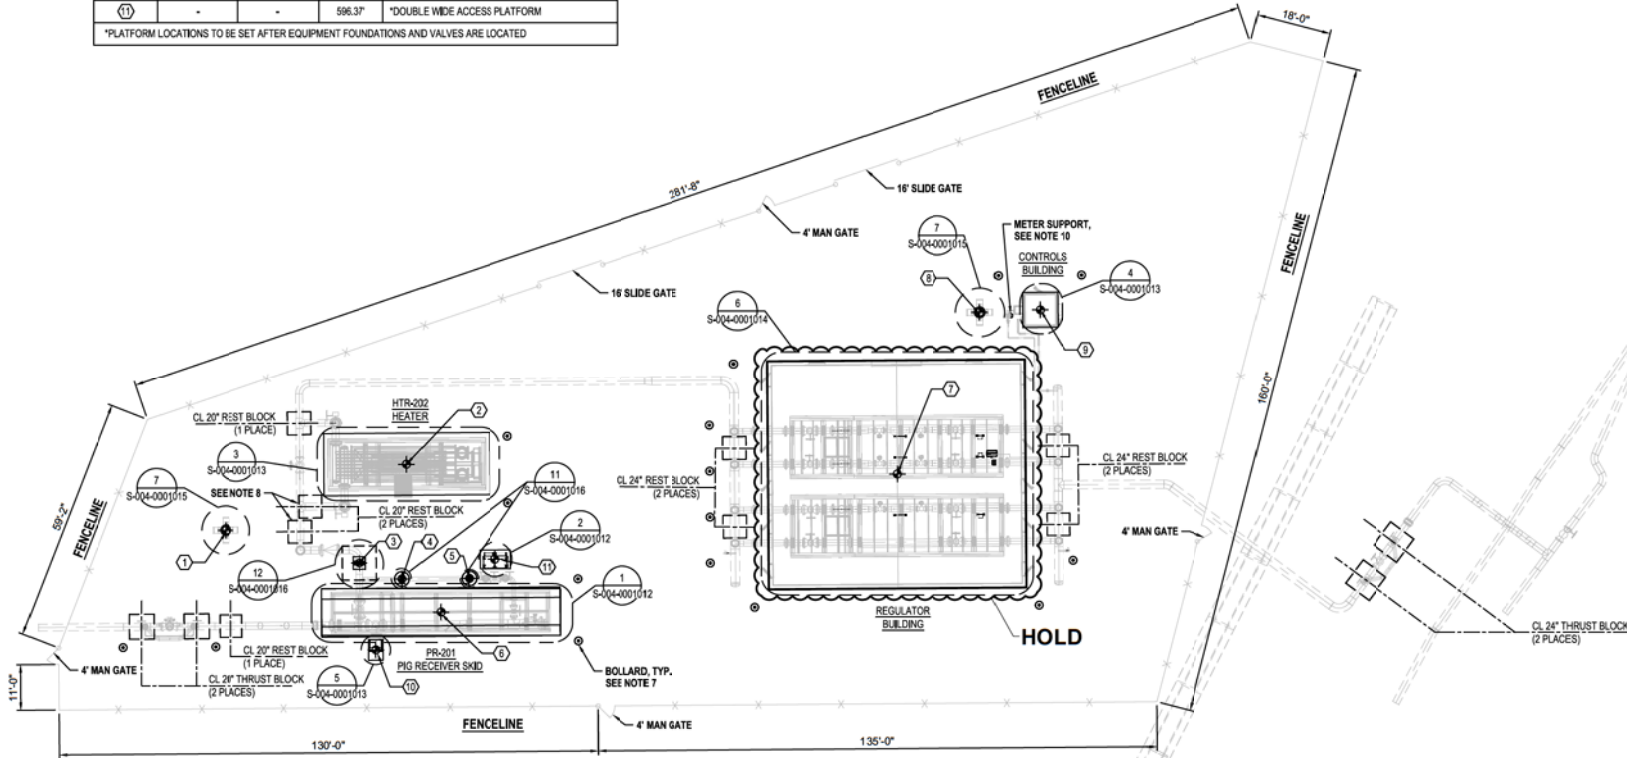 11 - - 596.37' *DOUBLE WIDE ACCESS PLATFORM
*PLATFORM LOCATIONS TO BE SET AFTER EQUIPMENT FOUNDATIONS AND VALVES ARE LOCATED
18'-0"
FENCELINE
281'-8"
16' SLIDE GATE
4' MAN GATE
FENCELINE
7
S-004-0001015
METER SUPPORT,
SEE NOTE 10
CONTROLS
BUILDING
8
4
S-004-0001013
16' SLIDE GATE
6
S-004-0001014
9
160'-0"
HTR-202
HEATER
2
7
CL 20" REST BLOCK
(1 PLACE)
3
S-004-0001013
11
S-004-0001016
CL 24" REST BLOCK
(2 PLACES)
CL 24" REST BLOCK
(2 PLACES)
7
S-004-0001015
SEE NOTE 8
CL 20" REST BLOCK
(2 PLACES)
59'-2"
FENCELINE
2
S-004-0001012
4' MAN GATE
1
3
4
5
11
12
S-004-0001016
1
S-004-0001012
REGULATOR
BUILDING
HOLD
CL 24" THRUST BLOCK
(2 PLACES)
CL 20" REST BLOCK
(1 PLACE)
PR-201
PIG RECEIVER SKID
6
4' MAN GATE
THRUST BLOCK
(2 PLACES)
5
S-004-0001013
10
BOLLARD, TYP.
SEE NOTE 7
11'-0"
FENCELINE
4' MAN GATE
130'-0"
135'-0"